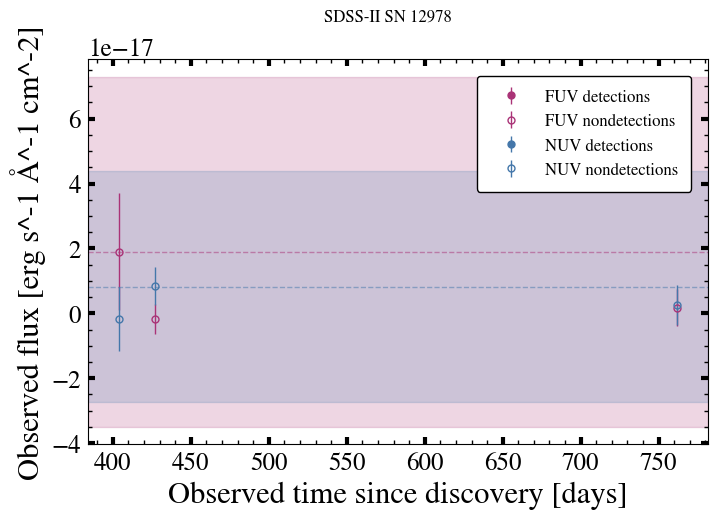 SDSS-II SN 12978
1e−17
FUV detections
FUV nondetections
NUV detections
NUV nondetections
6
4
2
0
−2
−4
Observed flux [erg s^-1 Å^-1 cm^-2]
400 450 500 550 600 650 700 750
Observed time since discovery [days]